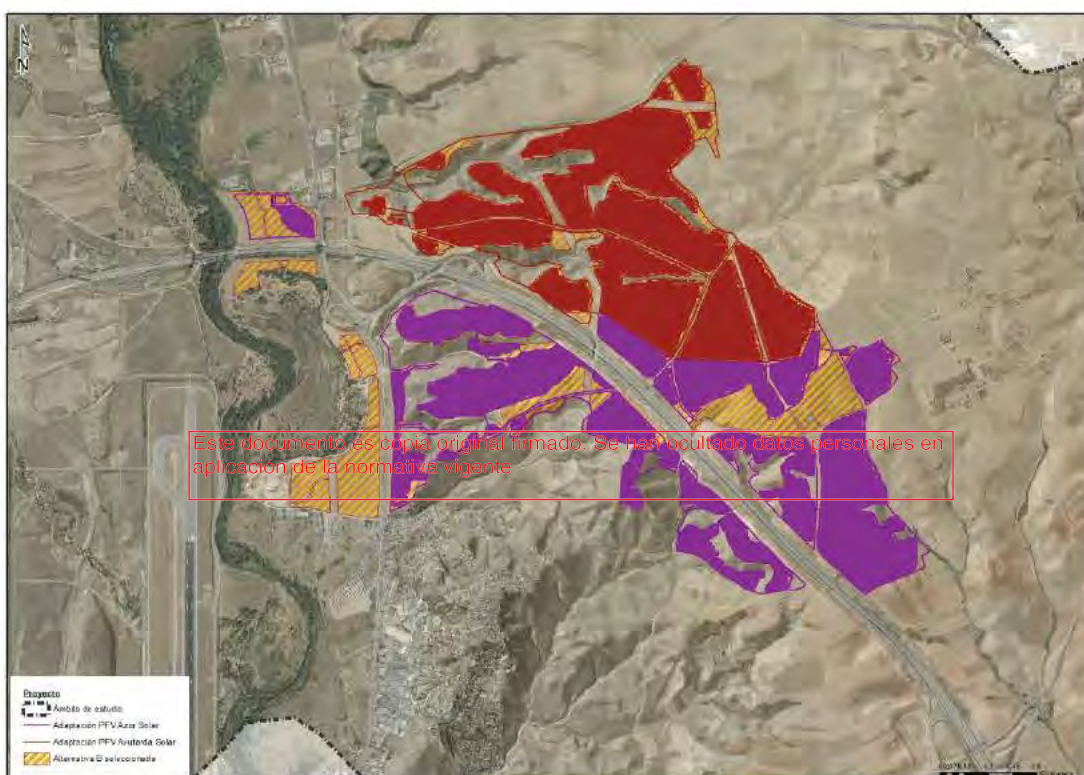 Este documento es copia original firmado. Se han ocultado datos personales en
aplicación de la normativa vigente
Proyecto
Ámbito de estudio
Adaptación PFV Azor Solar
Adaptación PFV Avutarda Solar
Alternativa B seleccionada